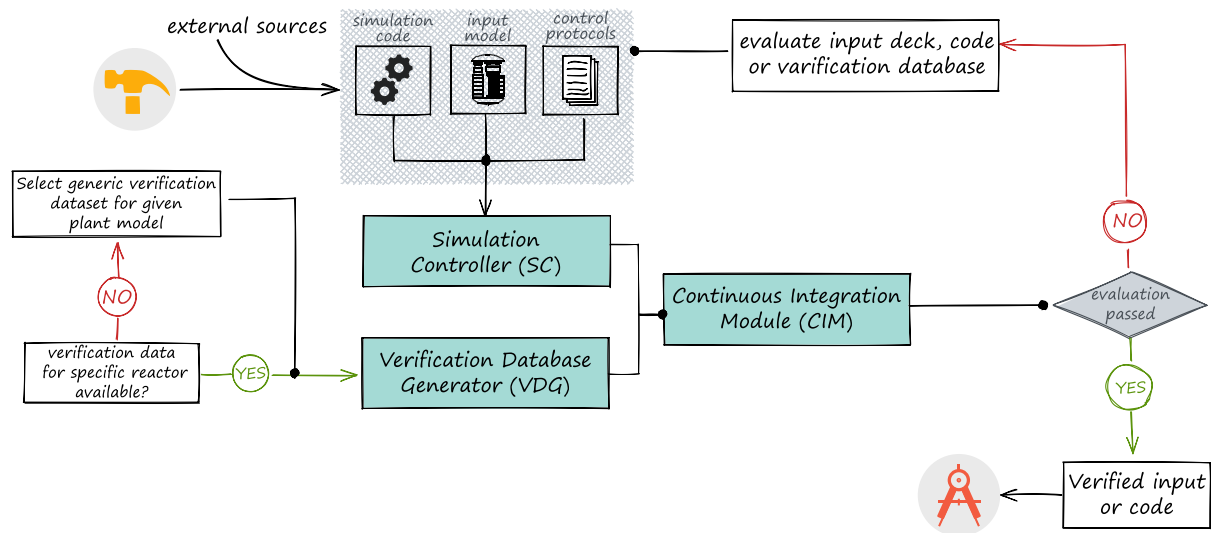 external sources
simulation
code
input
model
control
protocols
evaluate input deck, code
or varification database
Select generic verification
dataset for given
plant model
NO
verification data
for specific reactor
available?
YES
Simulation
Controller (SC)
Verification Database
Generator (VDG)
Continuous Integration
Module (CIM)
NO
evaluation
passed
YES
Verified input
or code